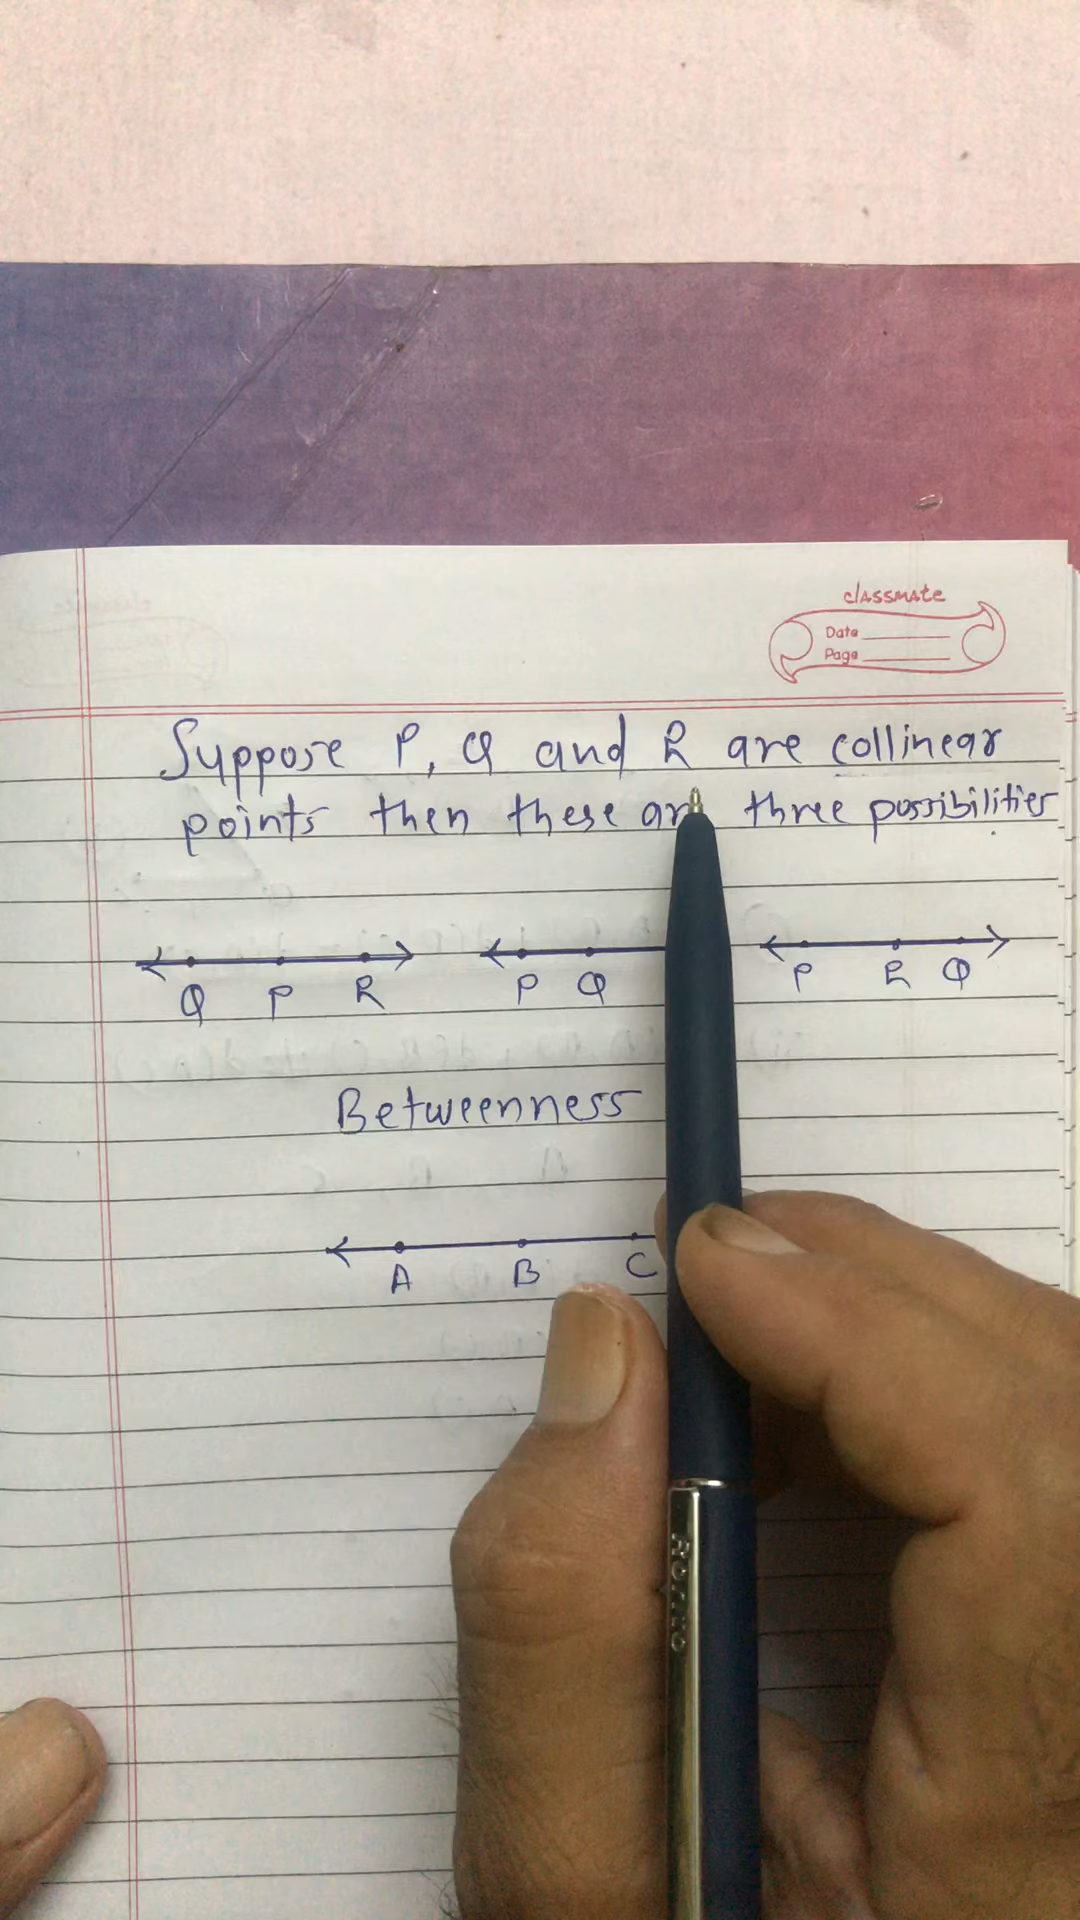 classmate
Date
Page
Suppose P, Q and R are collinear
points then these are three possibilities
Q P R P Q P R Q
Betweenness
A B C